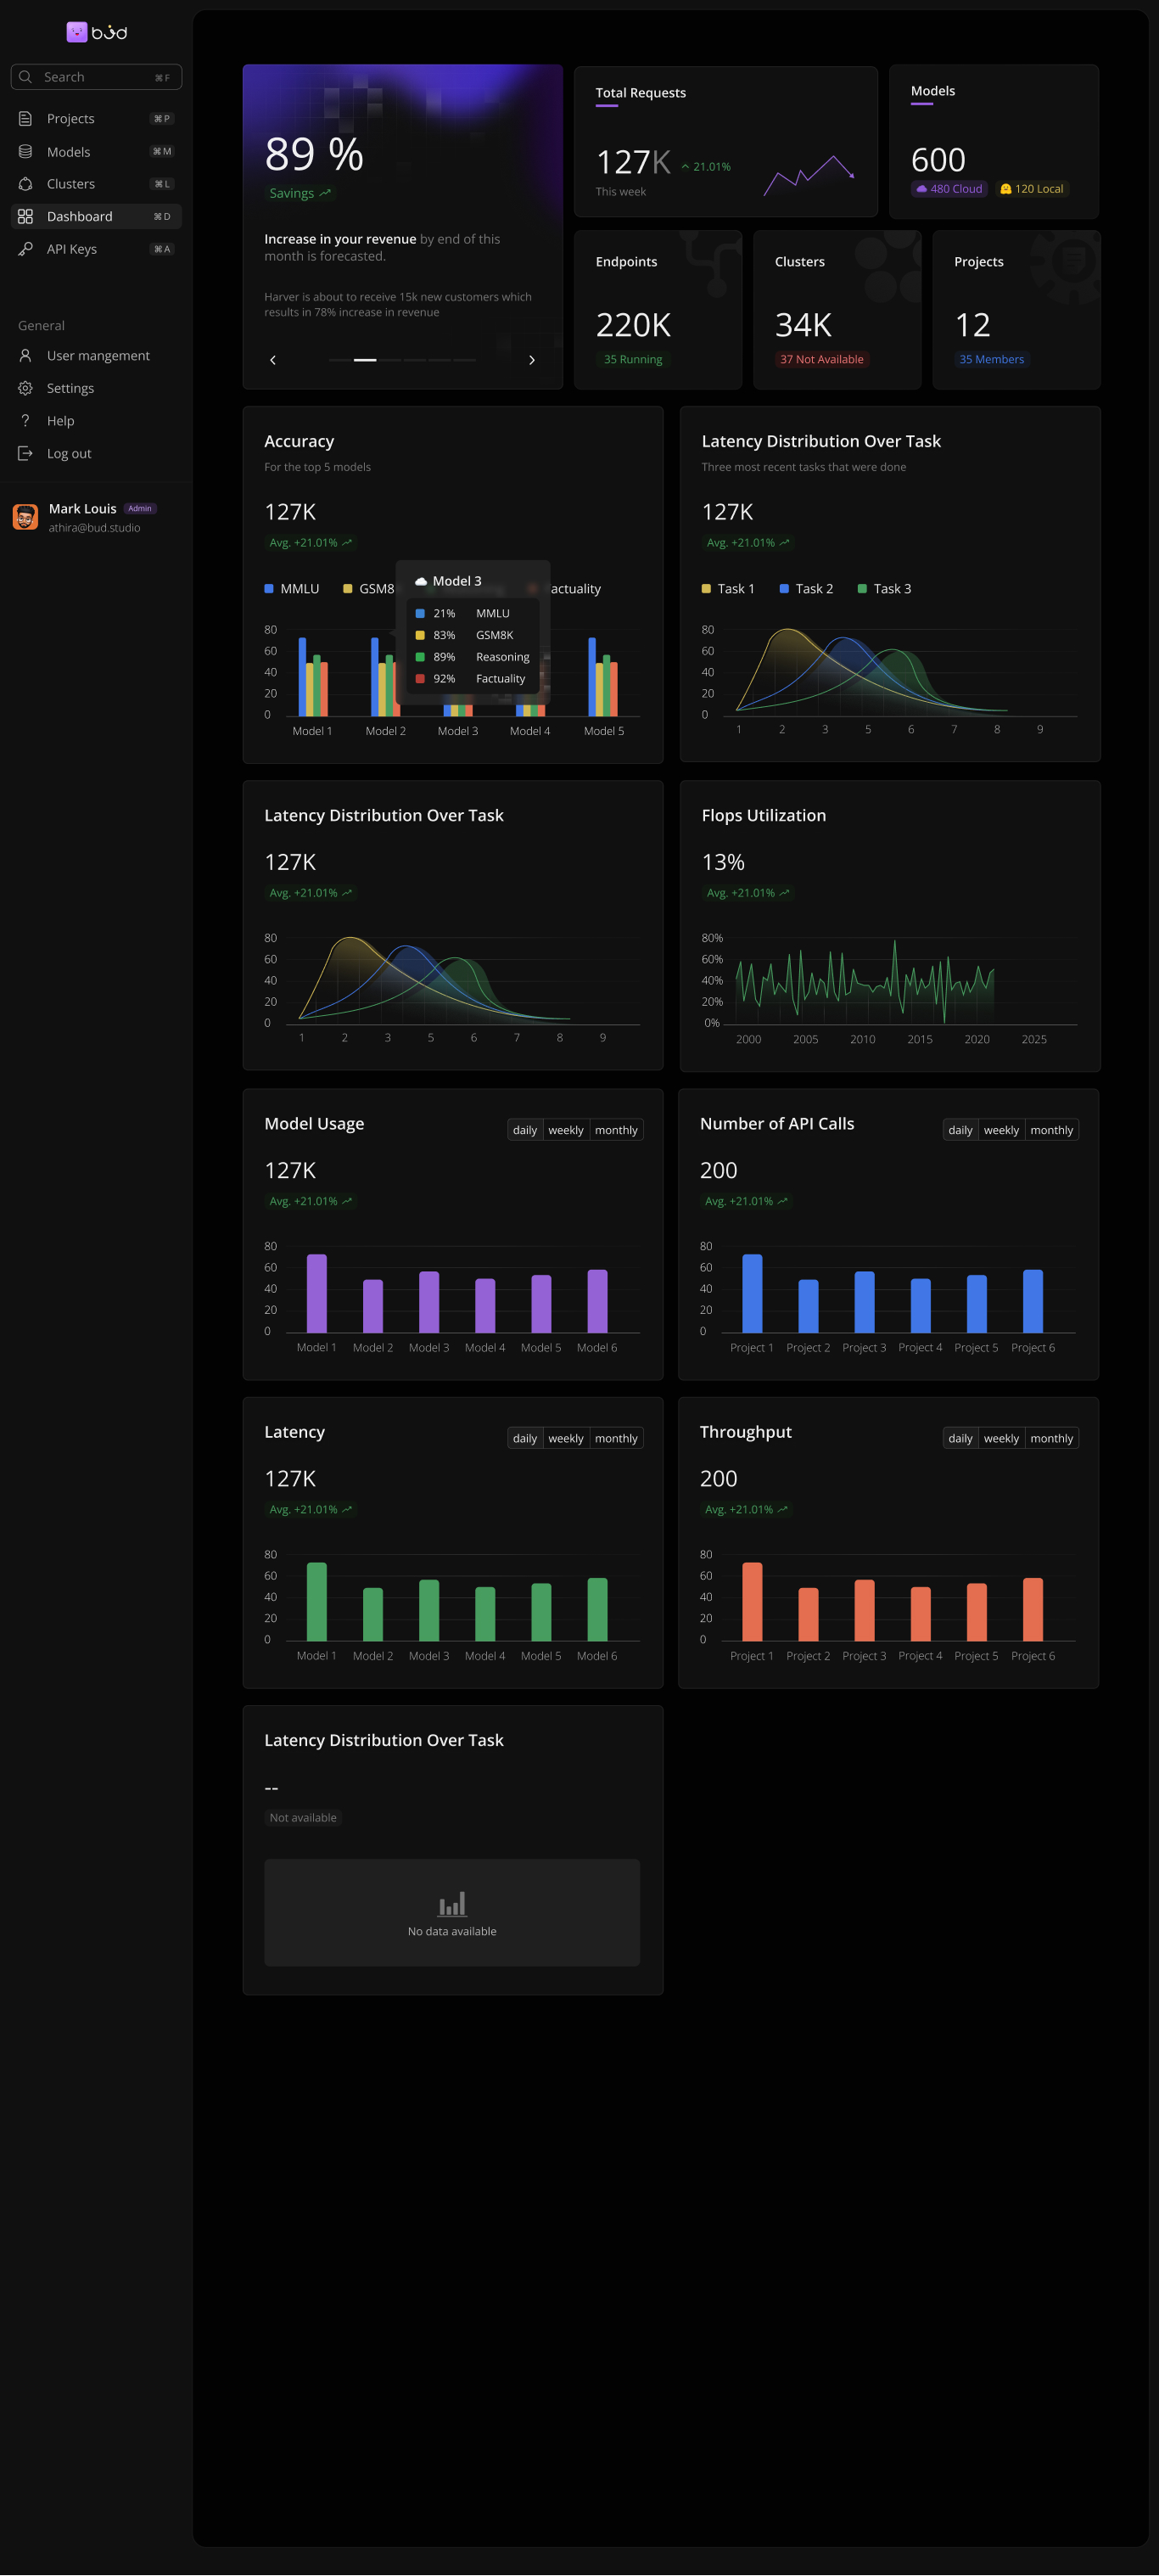 bud
Search ⌘ F
Projects ⌘ P
Models ⌘ M
Clusters ⌘ L
Dashboard ⌘ D
API Keys ⌘ A
General
User mangement
Settings
Help
Log out
Mark Louis Admin
athira@bud.studio
89 %
Savings
Increase in your revenue by end of this
month is forecasted.
Harver is about to receive 15k new customers which
results in 78% increase in revenue
Total Requests
127K 21.01%
This week
Models
600
480 Cloud 120 Local
Endpoints
220K
35 Running
Clusters
34K
37 Not Available
Projects
12
35 Members
Accuracy
For the top 5 models
127K
Avg. +21.01%
MMLU GSM8 actuality
Model 3
21% MMLU
83% GSM8K
89% Reasoning
92% Factuality
80
60
40
20
0
Model 1 Model 2 Model 3 Model 4 Model 5
Latency Distribution Over Task
Three most recent tasks that were done
127K
Avg. +21.01%
Task 1 Task 2 Task 3
80
60
40
20
0
1 2 3 5 6 7 8 9
Latency Distribution Over Task
127K
Avg. +21.01%
80
60
40
20
0
1 2 3 5 6 7 8 9
Flops Utilization
13%
Avg. +21.01%
80%
60%
40%
20%
0%
2000 2005 2010 2015 2020 2025
Model Usage
daily weekly monthly
127K
Avg. +21.01%
80
60
40
20
0
Model 1 Model 2 Model 3 Model 4 Model 5 Model 6
Number of API Calls
daily weekly monthly
200
Avg. +21.01%
80
60
40
20
0
Project 1 Project 2 Project 3 Project 4 Project 5 Project 6
Latency
daily weekly monthly
127K
Avg. +21.01%
80
60
40
20
0
Model 1 Model 2 Model 3 Model 4 Model 5 Model 6
Throughput
daily weekly monthly
200
Avg. +21.01%
80
60
40
20
0
Project 1 Project 2 Project 3 Project 4 Project 5 Project 6
Latency Distribution Over Task
--
Not available
No data available